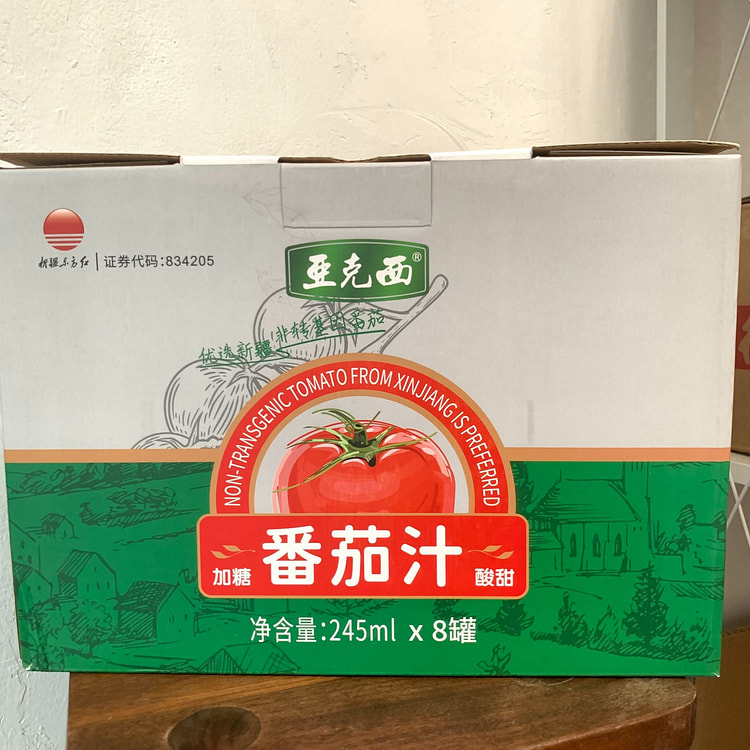 新疆东方红 | 证券代码:834205
亚克西®
优选新疆 非转基因番茄
NON-TRANSGENIC TOMATO FROM XINJIANG IS PREFERRED
加糖 番茄汁 酸甜
净含量:245ml x 8罐